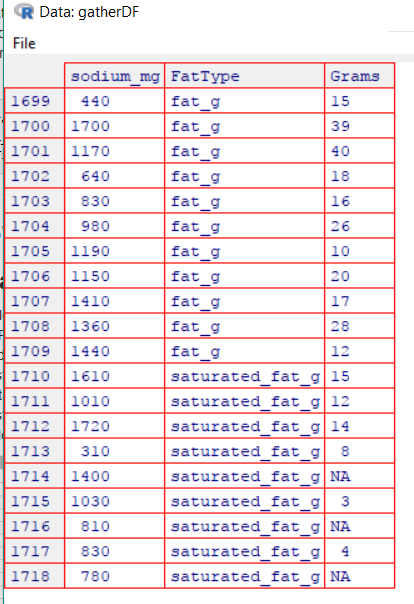 Data: gatherDF
File
sodium_mg FatType Grams
1699 440 fat_g 15
1700 1700 fat_g 39
1701 1170 fat_g 40
1702 640 fat_g 18
1703 830 fat_g 16
1704 980 fat_g 26
1705 1190 fat_g 10
1706 1150 fat_g 20
1707 1410 fat_g 17
1708 1360 fat_g 28
1709 1440 fat_g 12
1710 1610 saturated_fat_g 15
1711 1010 saturated_fat_g 12
1712 1720 saturated_fat_g 14
1713 310 saturated_fat_g 8
1714 1400 saturated_fat_g NA
1715 1030 saturated_fat_g 3
1716 810 saturated_fat_g NA
1717 830 saturated_fat_g 4
1718 780 saturated_fat_g NA